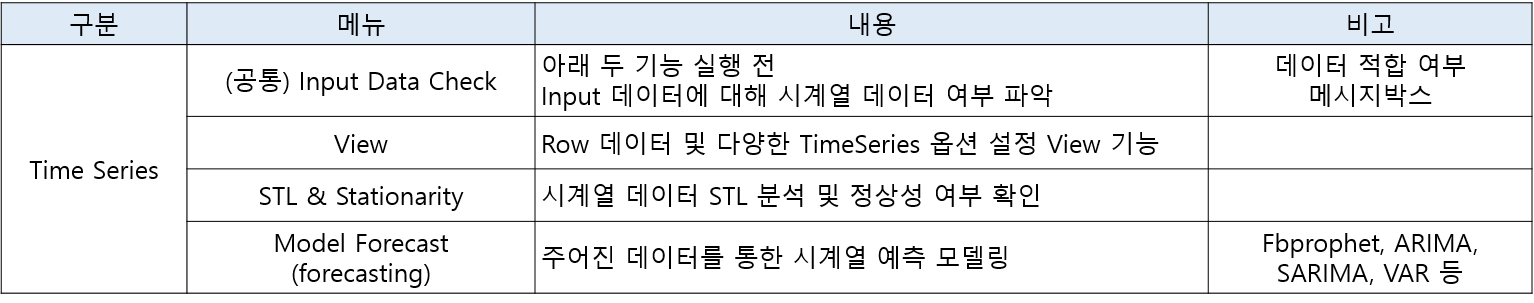 구분 메뉴 내용 비고
Time Series
(공통) Input Data Check
아래 두 기능 실행 전
Input 데이터에 대해 시계열 데이터 여부 파악
데이터 적합 여부
메시지박스
View
Row 데이터 및 다양한 TimeSeries 옵션 설정 View 기능
STL & Stationarity
시계열 데이터 STL 분석 및 정상성 여부 확인
Model Forecast
(forecasting)
주어진 데이터를 통한 시계열 예측 모델링
Fbprophet, ARIMA,
SARIMA, VAR 등